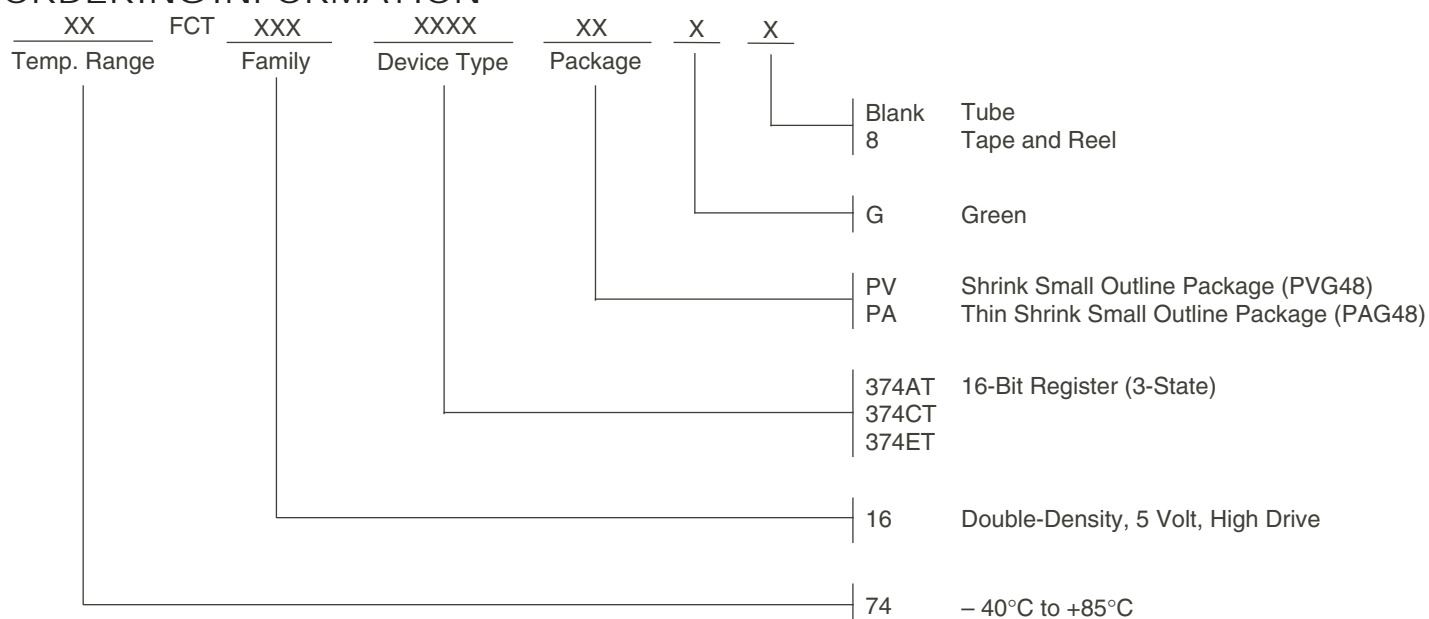 ORDERING INFORMATION
XX FCT XXX XXXX XX X X
Temp. Range Family Device Type Package
Blank Tube
8 Tape and Reel
G Green
PV Shrink Small Outline Package (PVG48)
PA Thin Shrink Small Outline Package (PAG48)
374AT 16-Bit Register (3-State)
374CT
374ET
16 Double-Density, 5 Volt, High Drive
74 – 40°C to +85°C